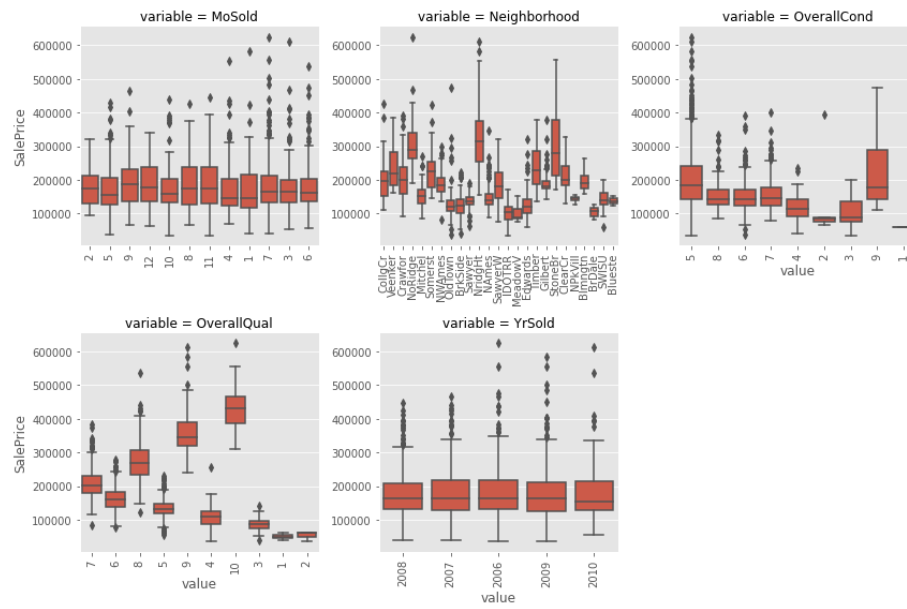 variable = MoSold
variable = Neighborhood
variable = OverallCond
SalePrice
600000
500000
400000
300000
200000
100000
2 5 9 12 10 8 11 4 1 7 3 6
600000
500000
400000
300000
200000
100000
CollgCr Veenker Crawfor NoRidge Mitchel Somerst NWAmes OldTown BrkSide Sawyer NridgHt NAmes SawyerW IDOTRR MeadowV Edwards Timber Gilbert StoneBr ClearCr NPkVill Blmngtn BrDale SWISU Blueste
600000
500000
400000
300000
200000
100000
5 8 6 7 4 2 3 9 1
value
variable = OverallQual
variable = YrSold
SalePrice
600000
500000
400000
300000
200000
100000
7 6 8 5 9 4 10 3 1 2
value
600000
500000
400000
300000
200000
100000
2008 2007 2006 2009 2010
value